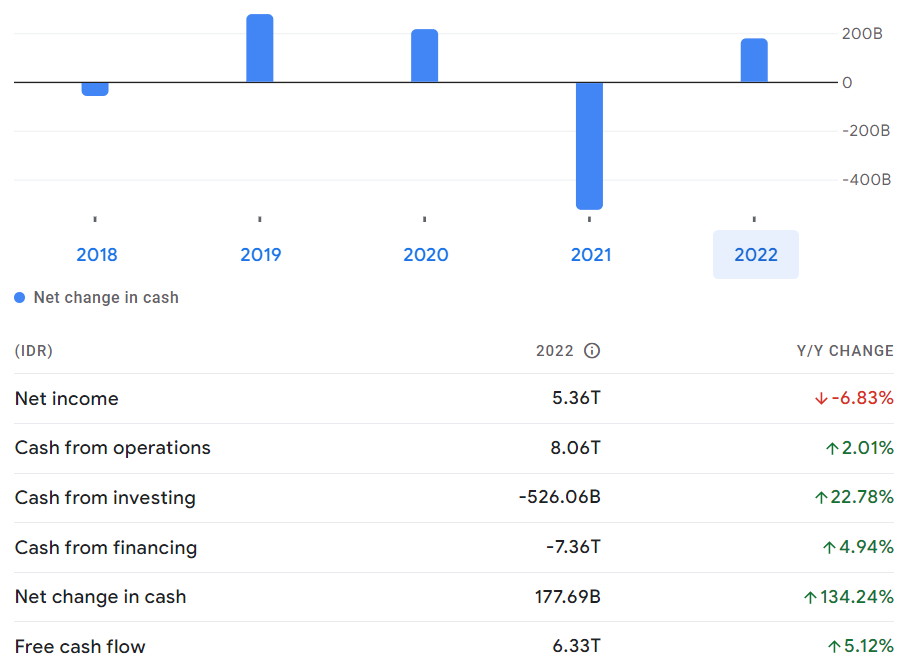 200B
0
-200B
-400B
2018 2019 2020 2021 2022
Net change in cash
(IDR) 2022 Y/Y CHANGE
Net income 5.36T ↓-6.83%
Cash from operations 8.06T ↑2.01%
Cash from investing -526.06B ↑22.78%
Cash from financing -7.36T ↑4.94%
Net change in cash 177.69B ↑134.24%
Free cash flow 6.33T ↑5.12%